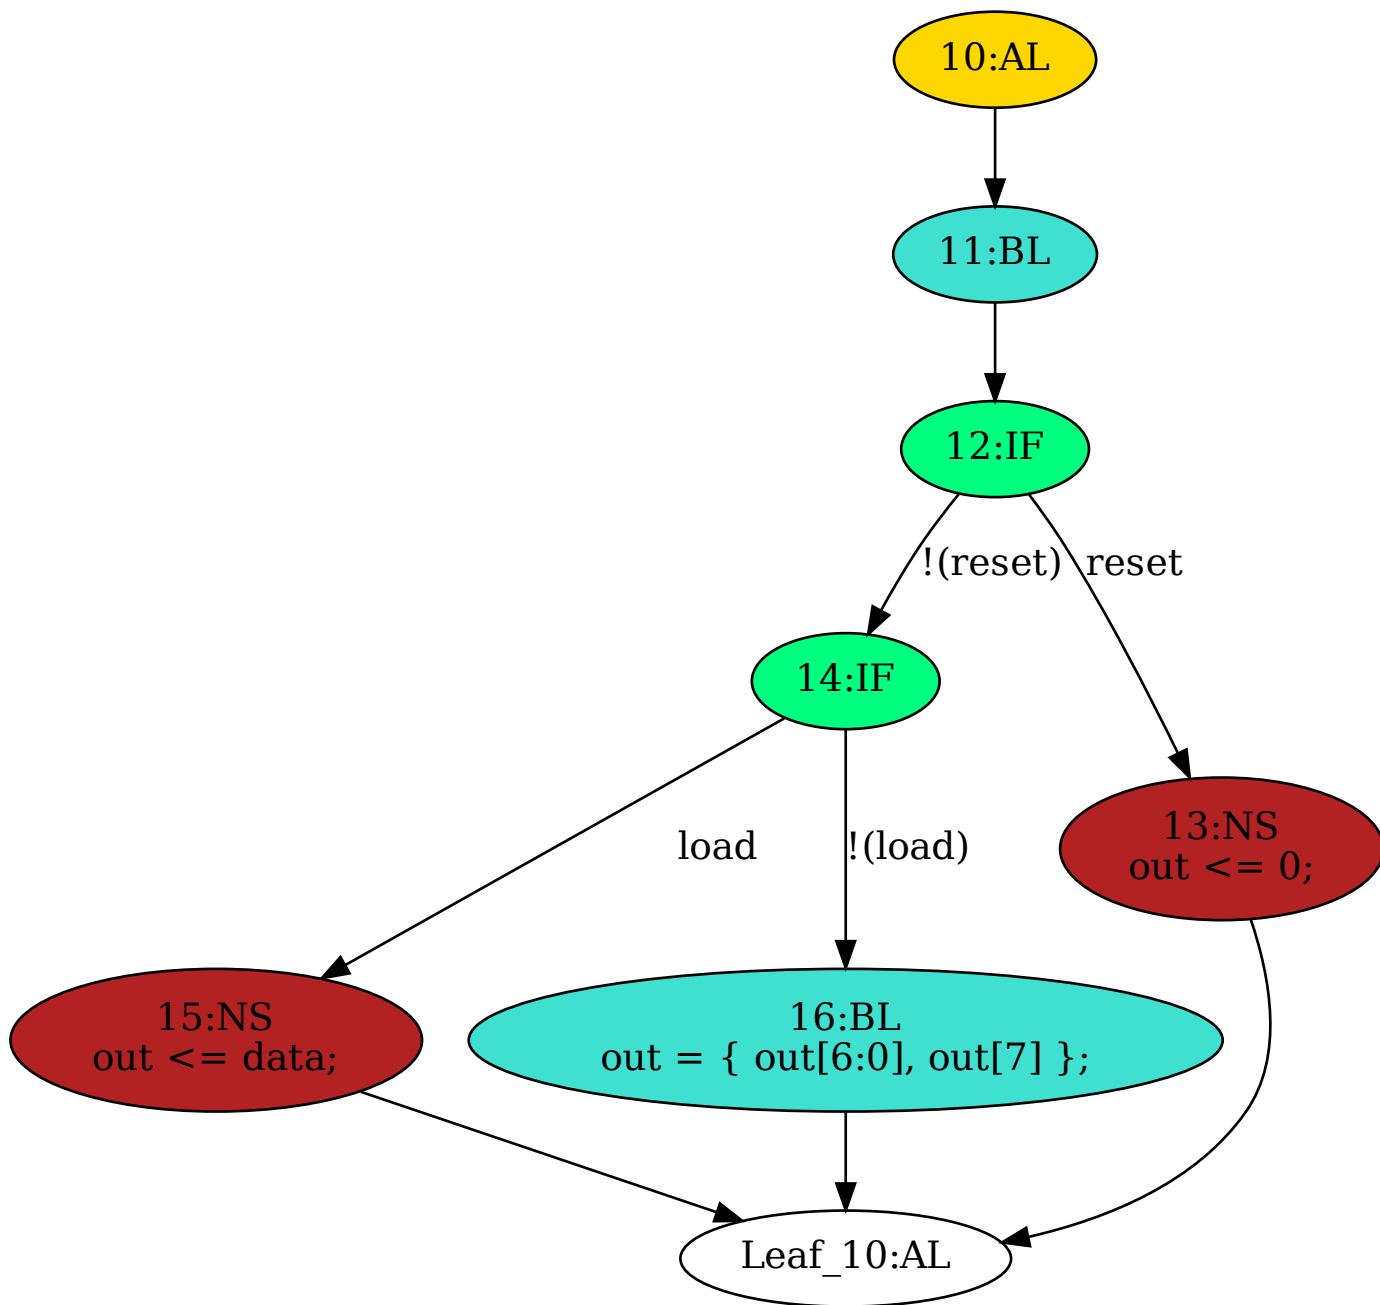 10:AL
11:BL
12:IF
!(reset)
reset
14:IF
13:NS
out <= 0;
load
!(load)
15:NS
out <= data;
16:BL
out = { out[6:0], out[7] };
Leaf_10:AL